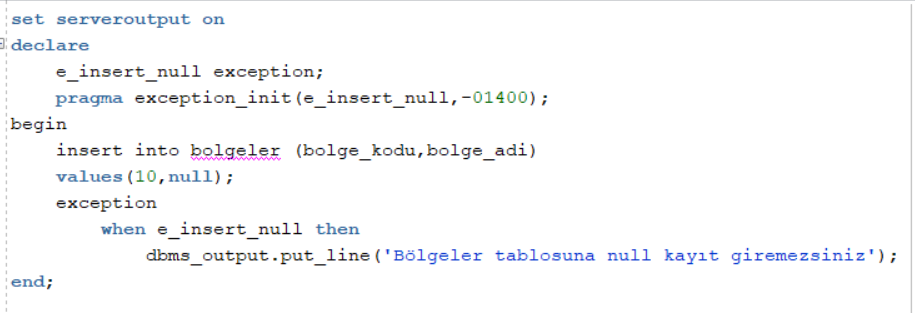 set serveroutput on
declare
    e_insert_null exception;
    pragma exception_init(e_insert_null,-01400);
begin
    insert into bolgeler (bolge_kodu,bolge_adi)
    values(10,null);
    exception
        when e_insert_null then
            dbms_output.put_line('Bölgeler tablosuna null kayıt giremezsiniz');
end;